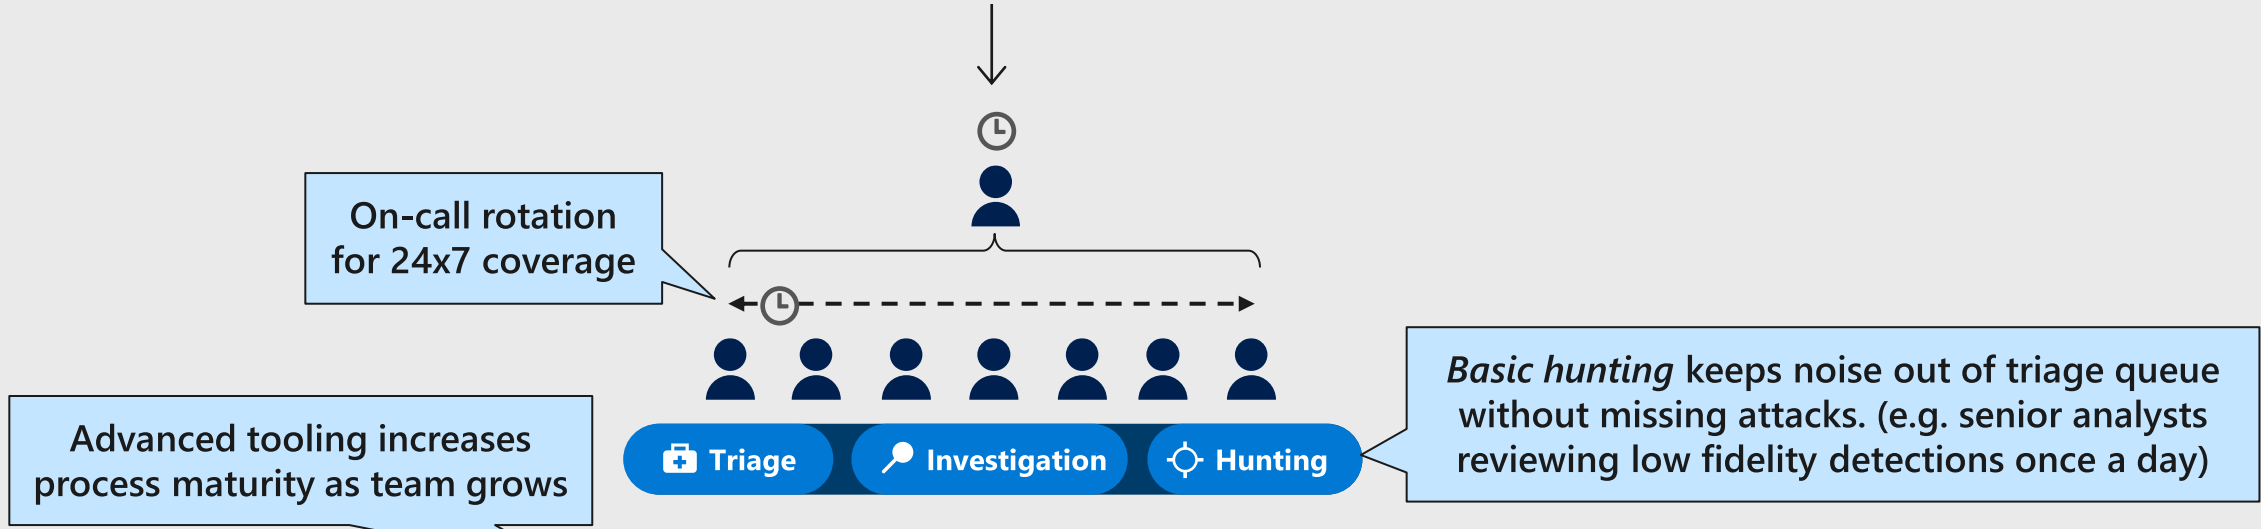 On-call rotation
for 24x7 coverage
Advanced tooling increases
process maturity as team grows
Triage
Investigation
Hunting
Basic hunting keeps noise out of triage queue
without missing attacks. (e.g. senior analysts
reviewing low fidelity detections once a day)